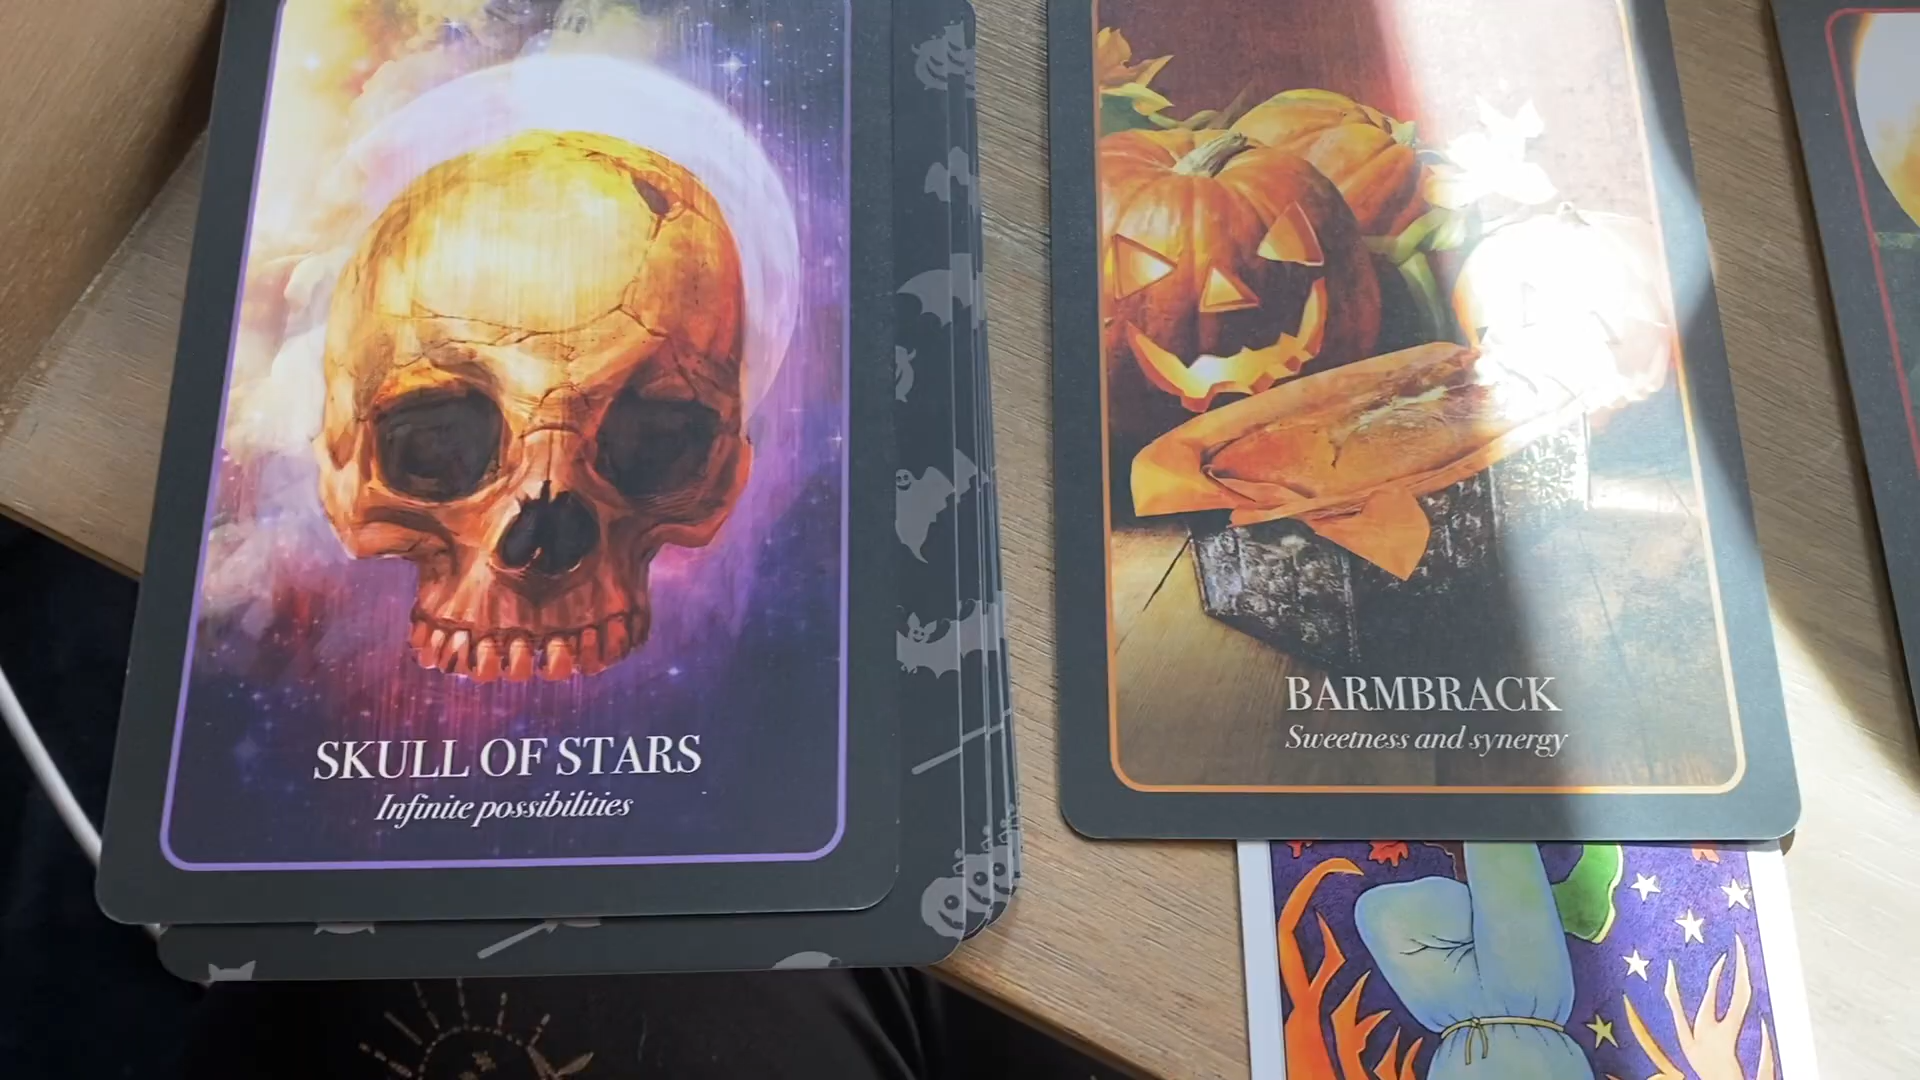 SKULL OF STARS
Infinite possibilities
BARMBRACK
Sweetness and synergy